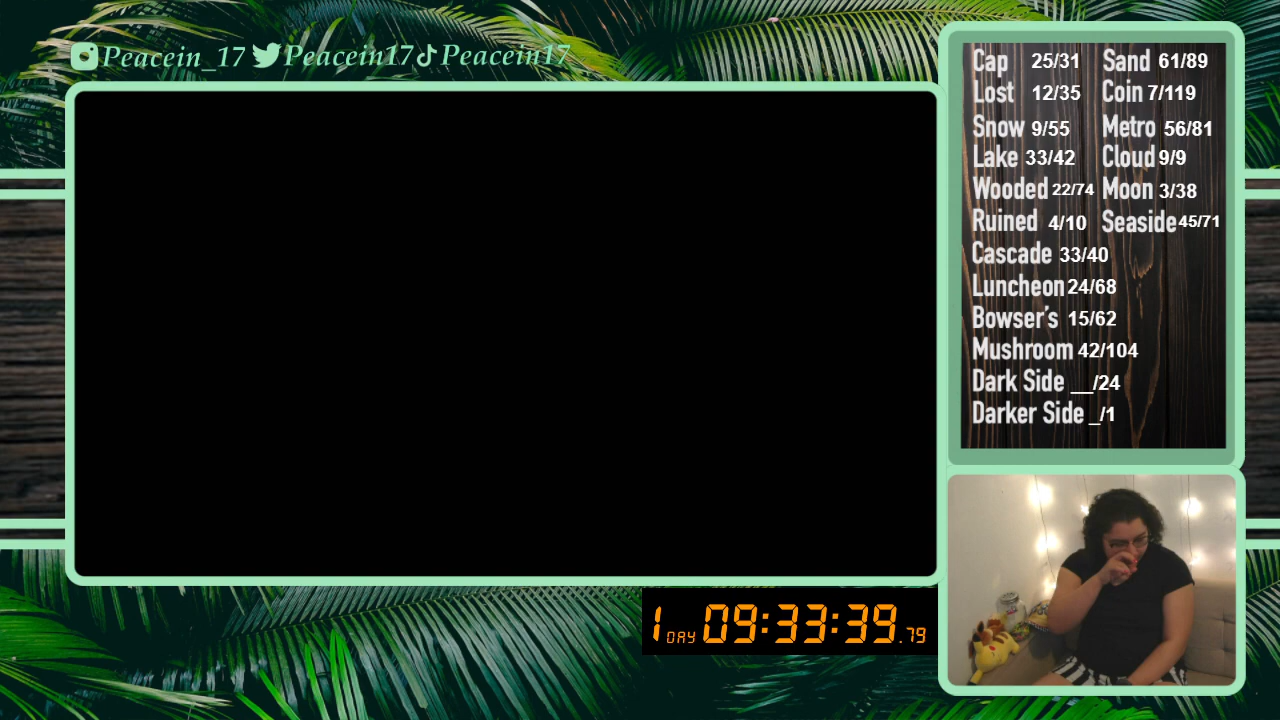 Peacein_17 Peacein17 Peacein17
Cap 25/31 Sand 61/89
Lost 12/35 Coin 7/119
Snow 9/55 Metro 56/81
Lake 33/42 Cloud 9/9
Wooded 22/74 Moon 3/38
Ruined 4/10 Seaside 45/71
Cascade 33/40
Luncheon 24/68
Bowser's 15/62
Mushroom 42/104
Dark Side __/24
Darker Side _/1
1 DAY 09:33:39.79